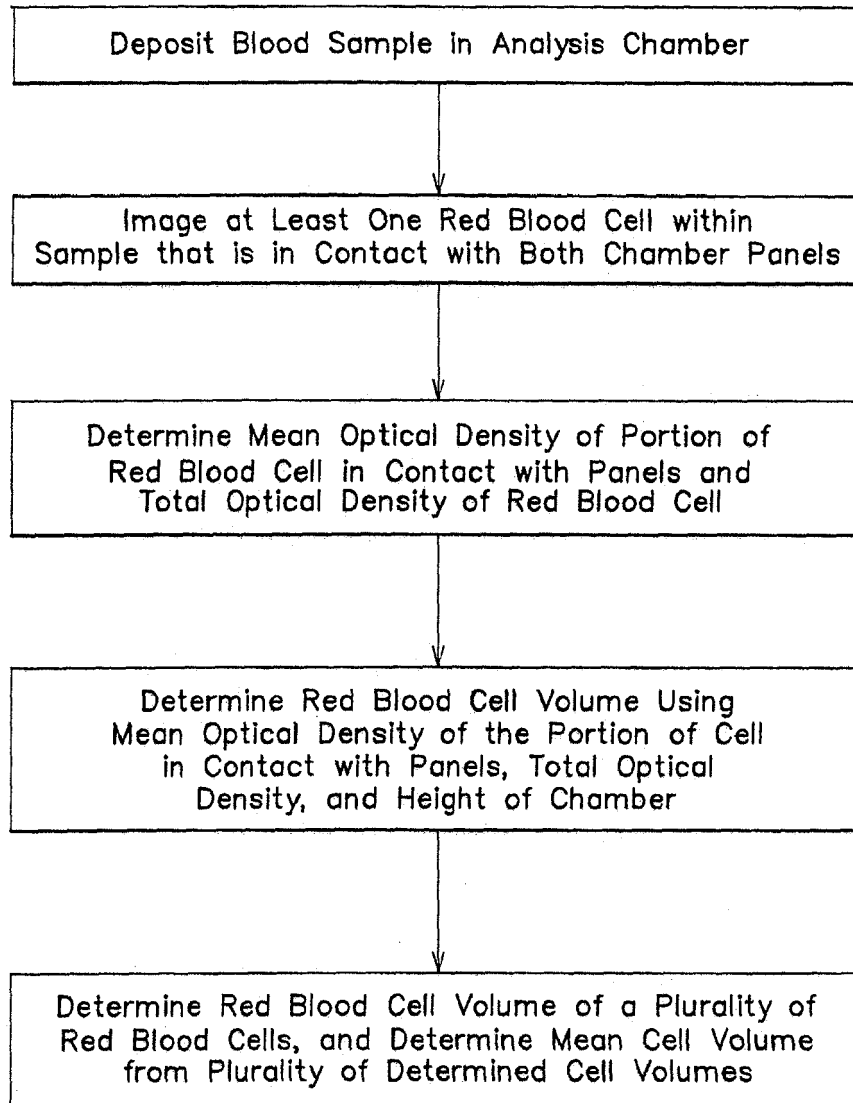 Deposit Blood Sample in Analysis Chamber
Image at Least One Red Blood Cell within
Sample that is in Contact with Both Chamber Panels
Determine Mean Optical Density of Portion of
Red Blood Cell in Contact with Panels and
Total Optical Density of Red Blood Cell
Determine Red Blood Cell Volume Using
Mean Optical Density of the Portion of Cell
in Contact with Panels, Total Optical
Density, and Height of Chamber
Determine Red Blood Cell Volume of a Plurality of
Red Blood Cells, and Determine Mean Cell Volume
from Plurality of Determined Cell Volumes